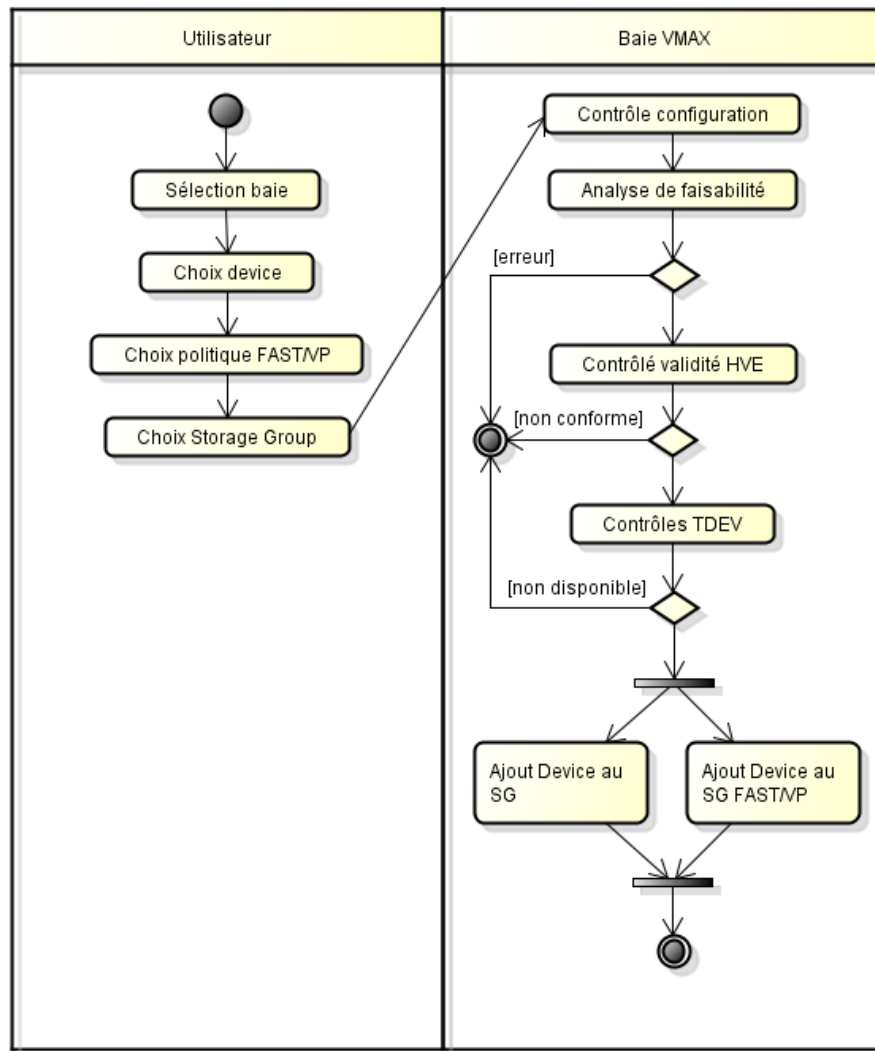 Utilisateur
Baie VMAX
Sélection baie
Choix device
Choix politique FAST/VP
Choix Storage Group
Contrôle configuration
Analyse de faisabilité
[erreur]
Contrôlé validité HVE
[non conforme]
Contrôles TDEV
[non disponible]
Ajout Device au
SG
Ajout Device au
SG FAST/VP